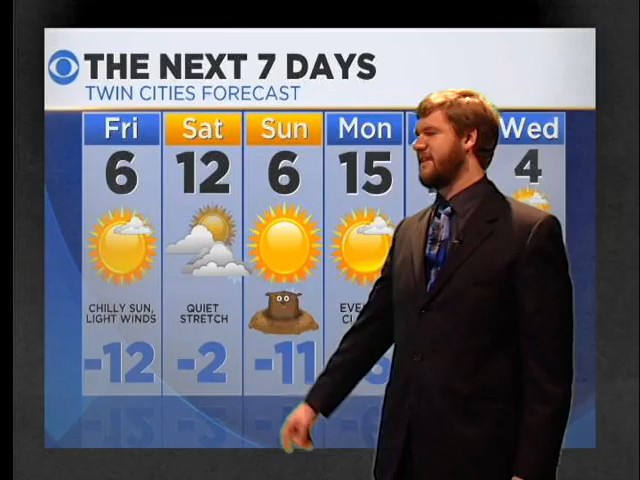 THE NEXT 7 DAYS
TWIN CITIES FORECAST
Fri Sat Sun Mon Wed
6 12 6 15 4
CHILLY SUN, QUIET
LIGHT WINDS STRETCH
-12 -2 -11